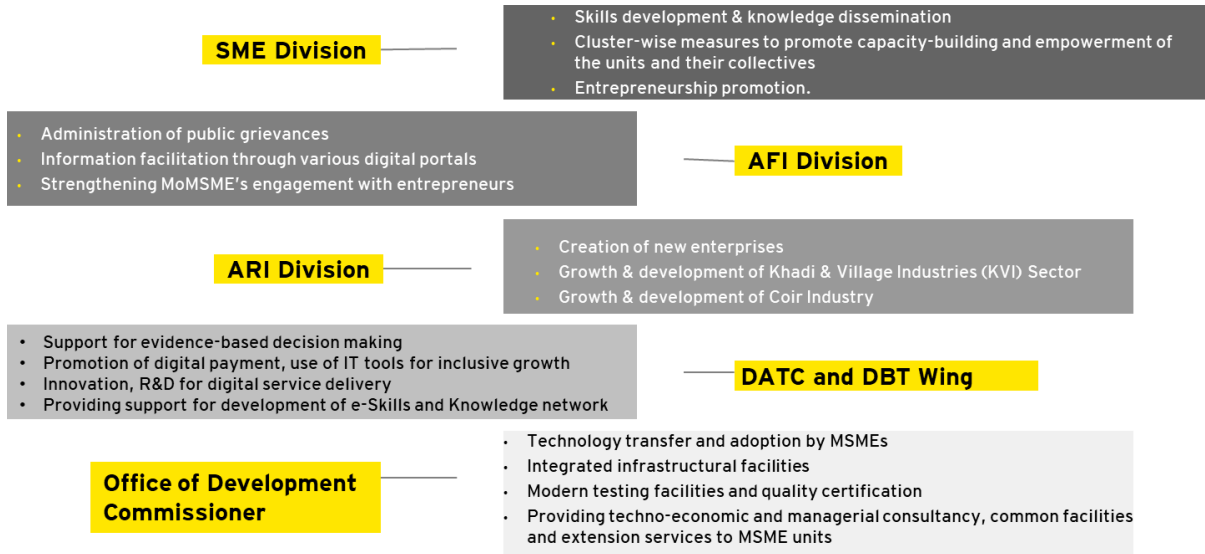 SME Division
• Skills development & knowledge dissemination
• Cluster-wise measures to promote capacity-building and empowerment of
the units and their collectives
• Entrepreneurship promotion.
• Administration of public grievances
• Information facilitation through various digital portals
• Strengthening MoMSME's engagement with entrepreneurs
AFI Division
ARI Division
• Creation of new enterprises
• Growth & development of Khadi & Village Industries (KVI) Sector
• Growth & development of Coir Industry
• Support for evidence-based decision making
• Promotion of digital payment, use of IT tools for inclusive growth
• Innovation, R&D for digital service delivery
• Providing support for development of e-Skills and Knowledge network
DATC and DBT Wing
Office of Development
Commissioner
• Technology transfer and adoption by MSMEs
• Integrated infrastructural facilities
• Modern testing facilities and quality certification
• Providing techno-economic and managerial consultancy, common facilities
and extension services to MSME units